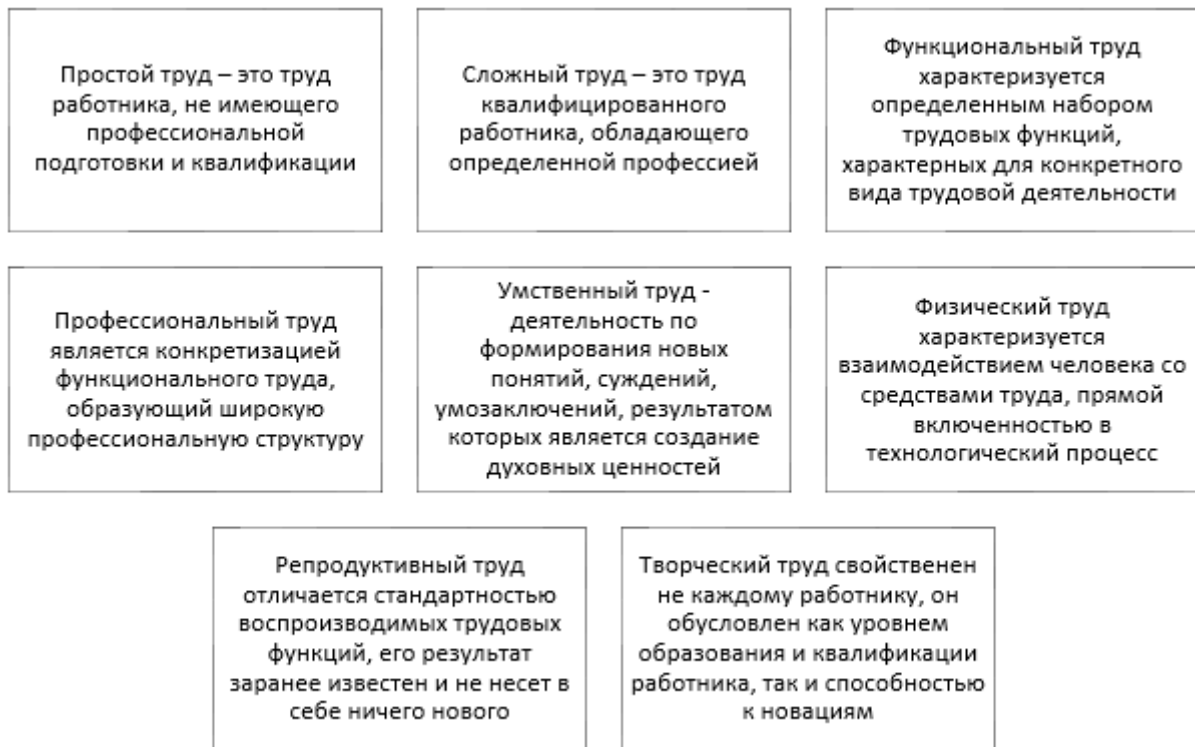 Простой труд – это труд
работника, не имеющего
профессиональной
подготовки и квалификации
Сложный труд – это труд
квалифицированного
работника, обладающего
определенной профессией
Функциональный труд
характеризуется
определенным набором
трудовых функций,
характерных для конкретного
вида трудовой деятельности
Профессиональный труд
является конкретизацией
функционального труда,
образующий широкую
профессиональную структуру
Умственный труд -
деятельность по
формирования новых
понятий, суждений,
умозаключений, результатом
которых является создание
духовных ценностей
Физический труд
характеризуется
взаимодействием человека со
средствами труда, прямой
включенностью в
технологический процесс
Репродуктивный труд
отличается стандартностью
воспроизводимых трудовых
функций, его результат
заранее известен и не несет в
себе ничего нового
Творческий труд свойственен
не каждому работнику, он
обусловлен как уровнем
образования и квалификации
работника, так и способностью
к новациям